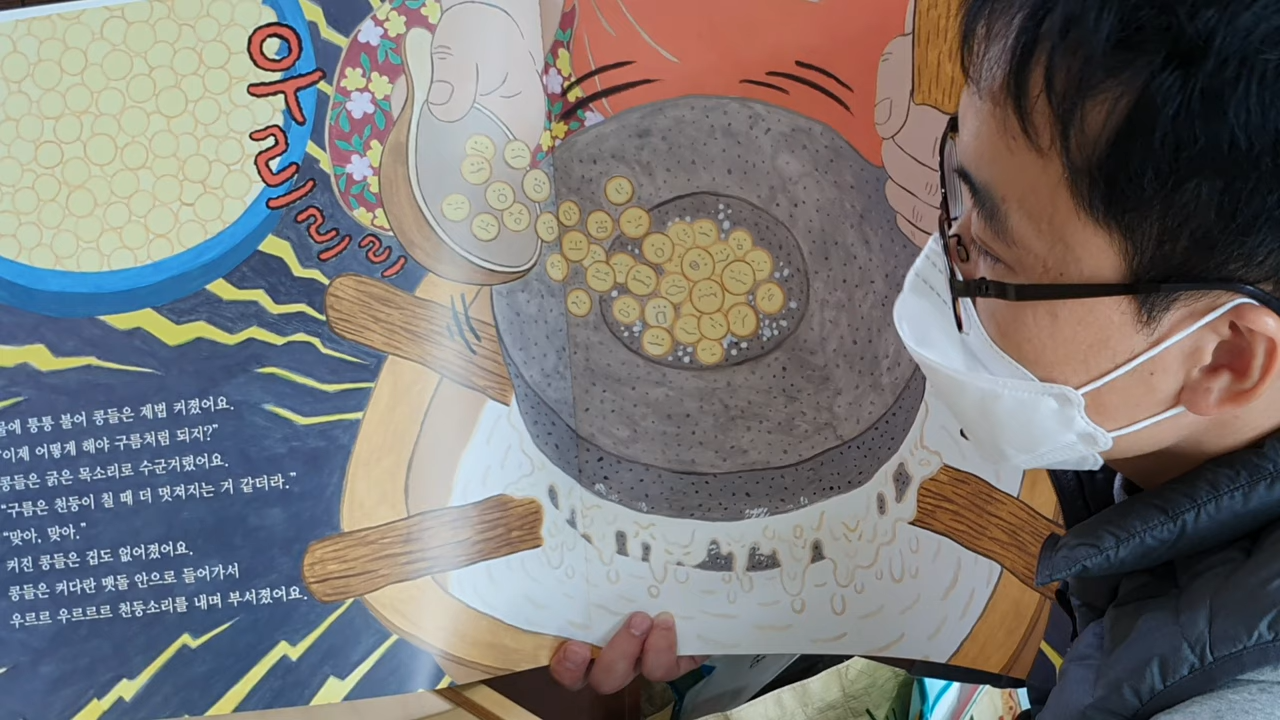 우르르르
물에 퉁퉁 불어 콩들은 제법 커졌어요.
“이제 어떻게 해야 구름처럼 되지?”
콩들은 굵은 목소리로 수군거렸어요.
“구름은 천둥이 칠 때 더 멋져지는 거 같더라.”
“맞아, 맞아.”
커진 콩들은 겁도 없어졌어요.
콩들은 커다란 맷돌 안으로 들어가서
우르르 우르르르 천둥소리를 내며 부서졌어요.